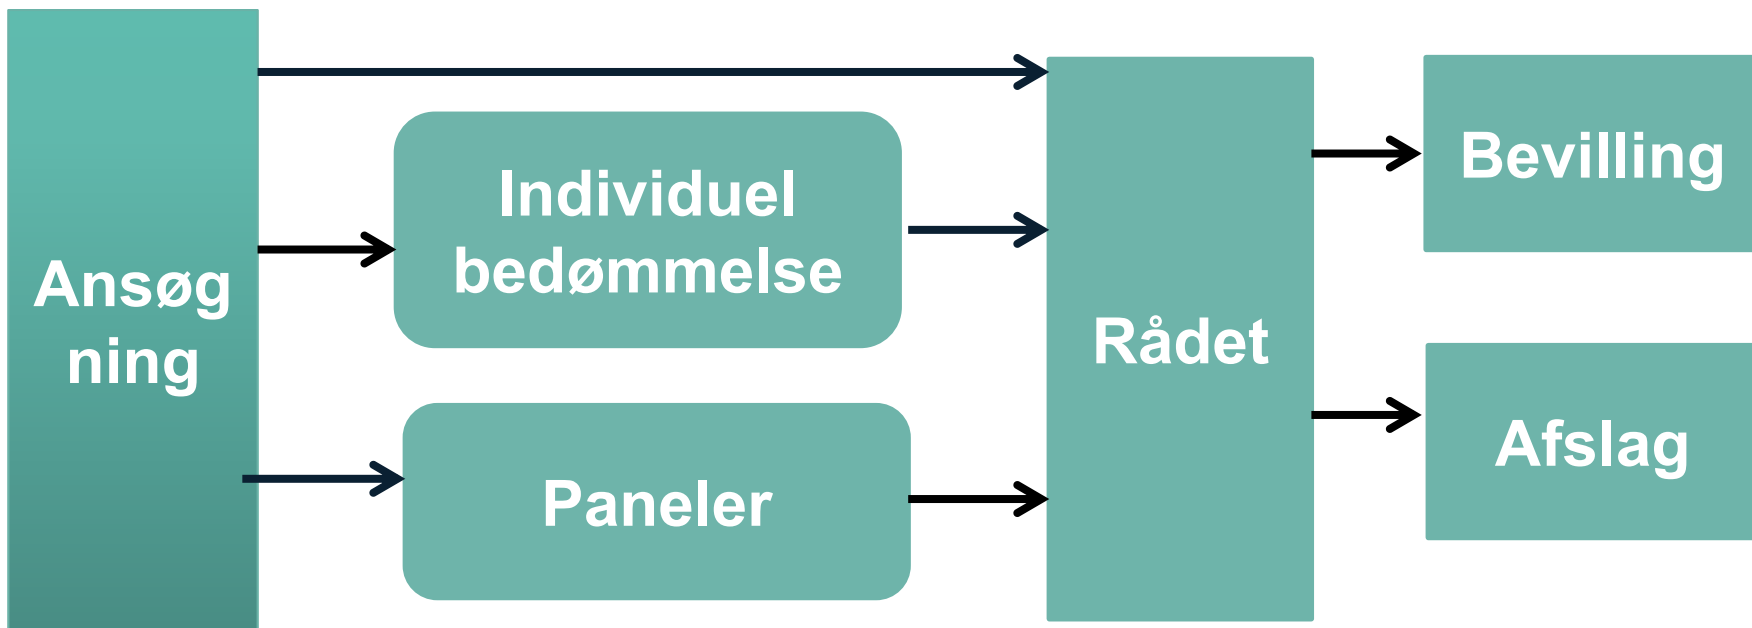 Ansøg
ning
Individuel
bedømmelse
Paneler
Rådet
Bevilling
Afslag